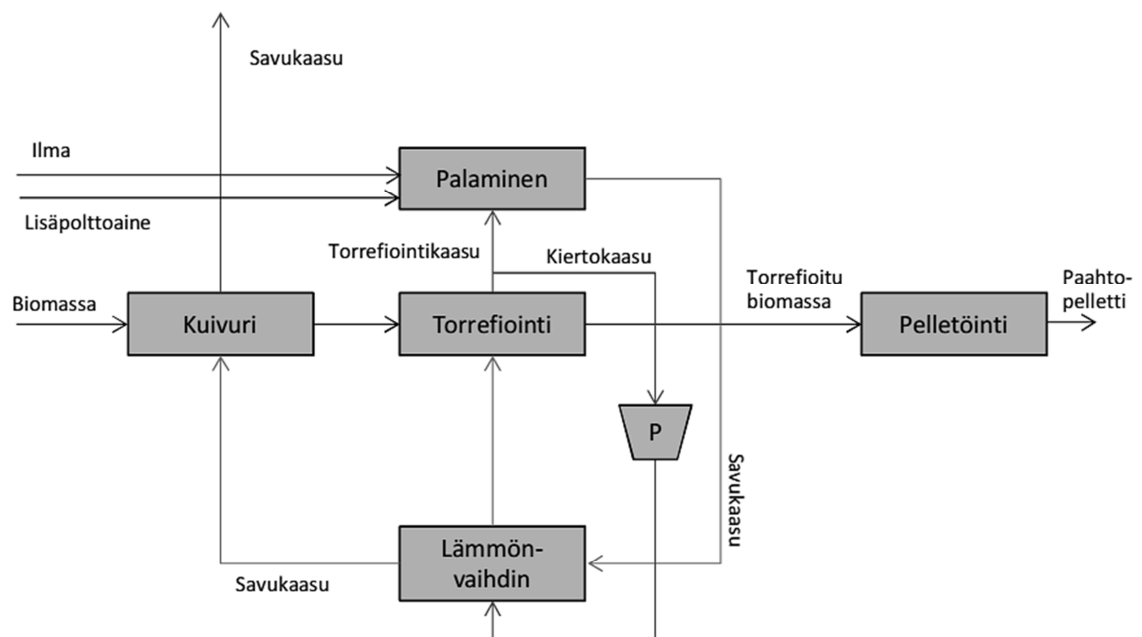 Savukaasu
Ilma
Palaminen
Lisäpolttoaine
Torrefiointikaasu
Kiertokaasu
Biomassa
Kuivuri
Torrefiointi
Torrefioitu
biomassa
Pelletöinti
Paahto-
pelletti
P
Savukaasu
Lämmön-
vaihdin
Savukaasu